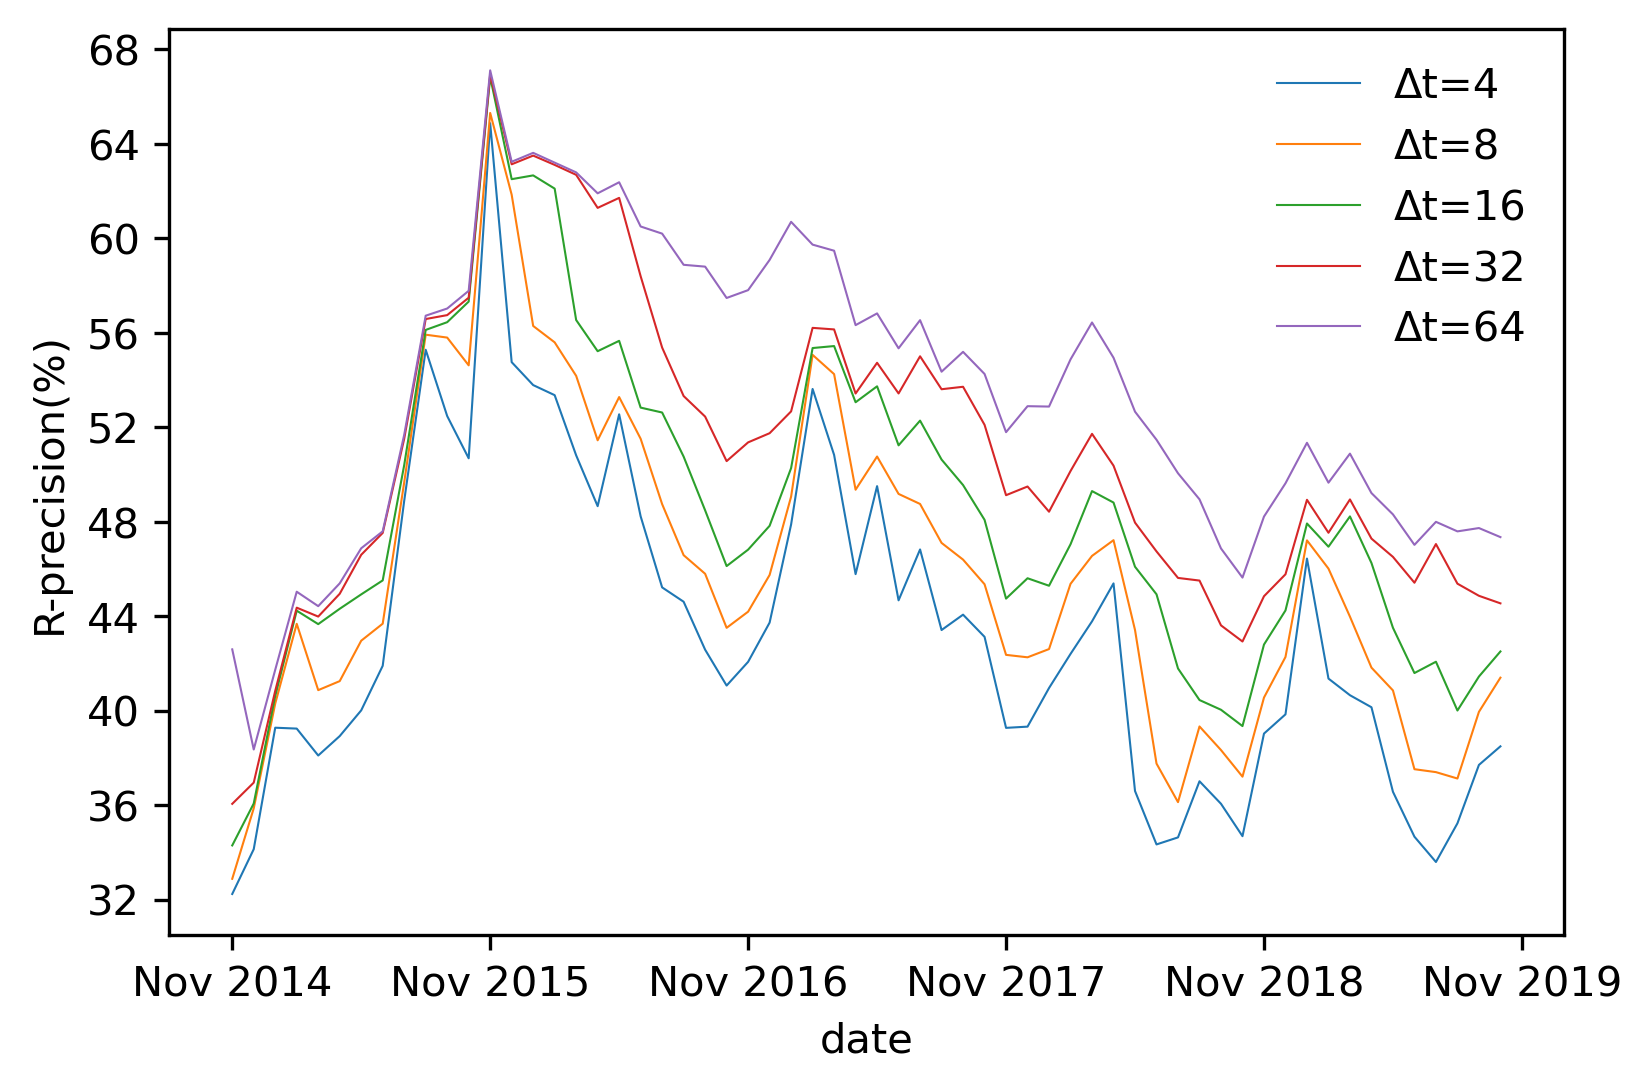 R-precision(%)
68
64
60
56
52
48
44
40
36
32
Δt=4
Δt=8
Δt=16
Δt=32
Δt=64
Nov 2014 Nov 2015 Nov 2016 Nov 2017 Nov 2018 Nov 2019
date